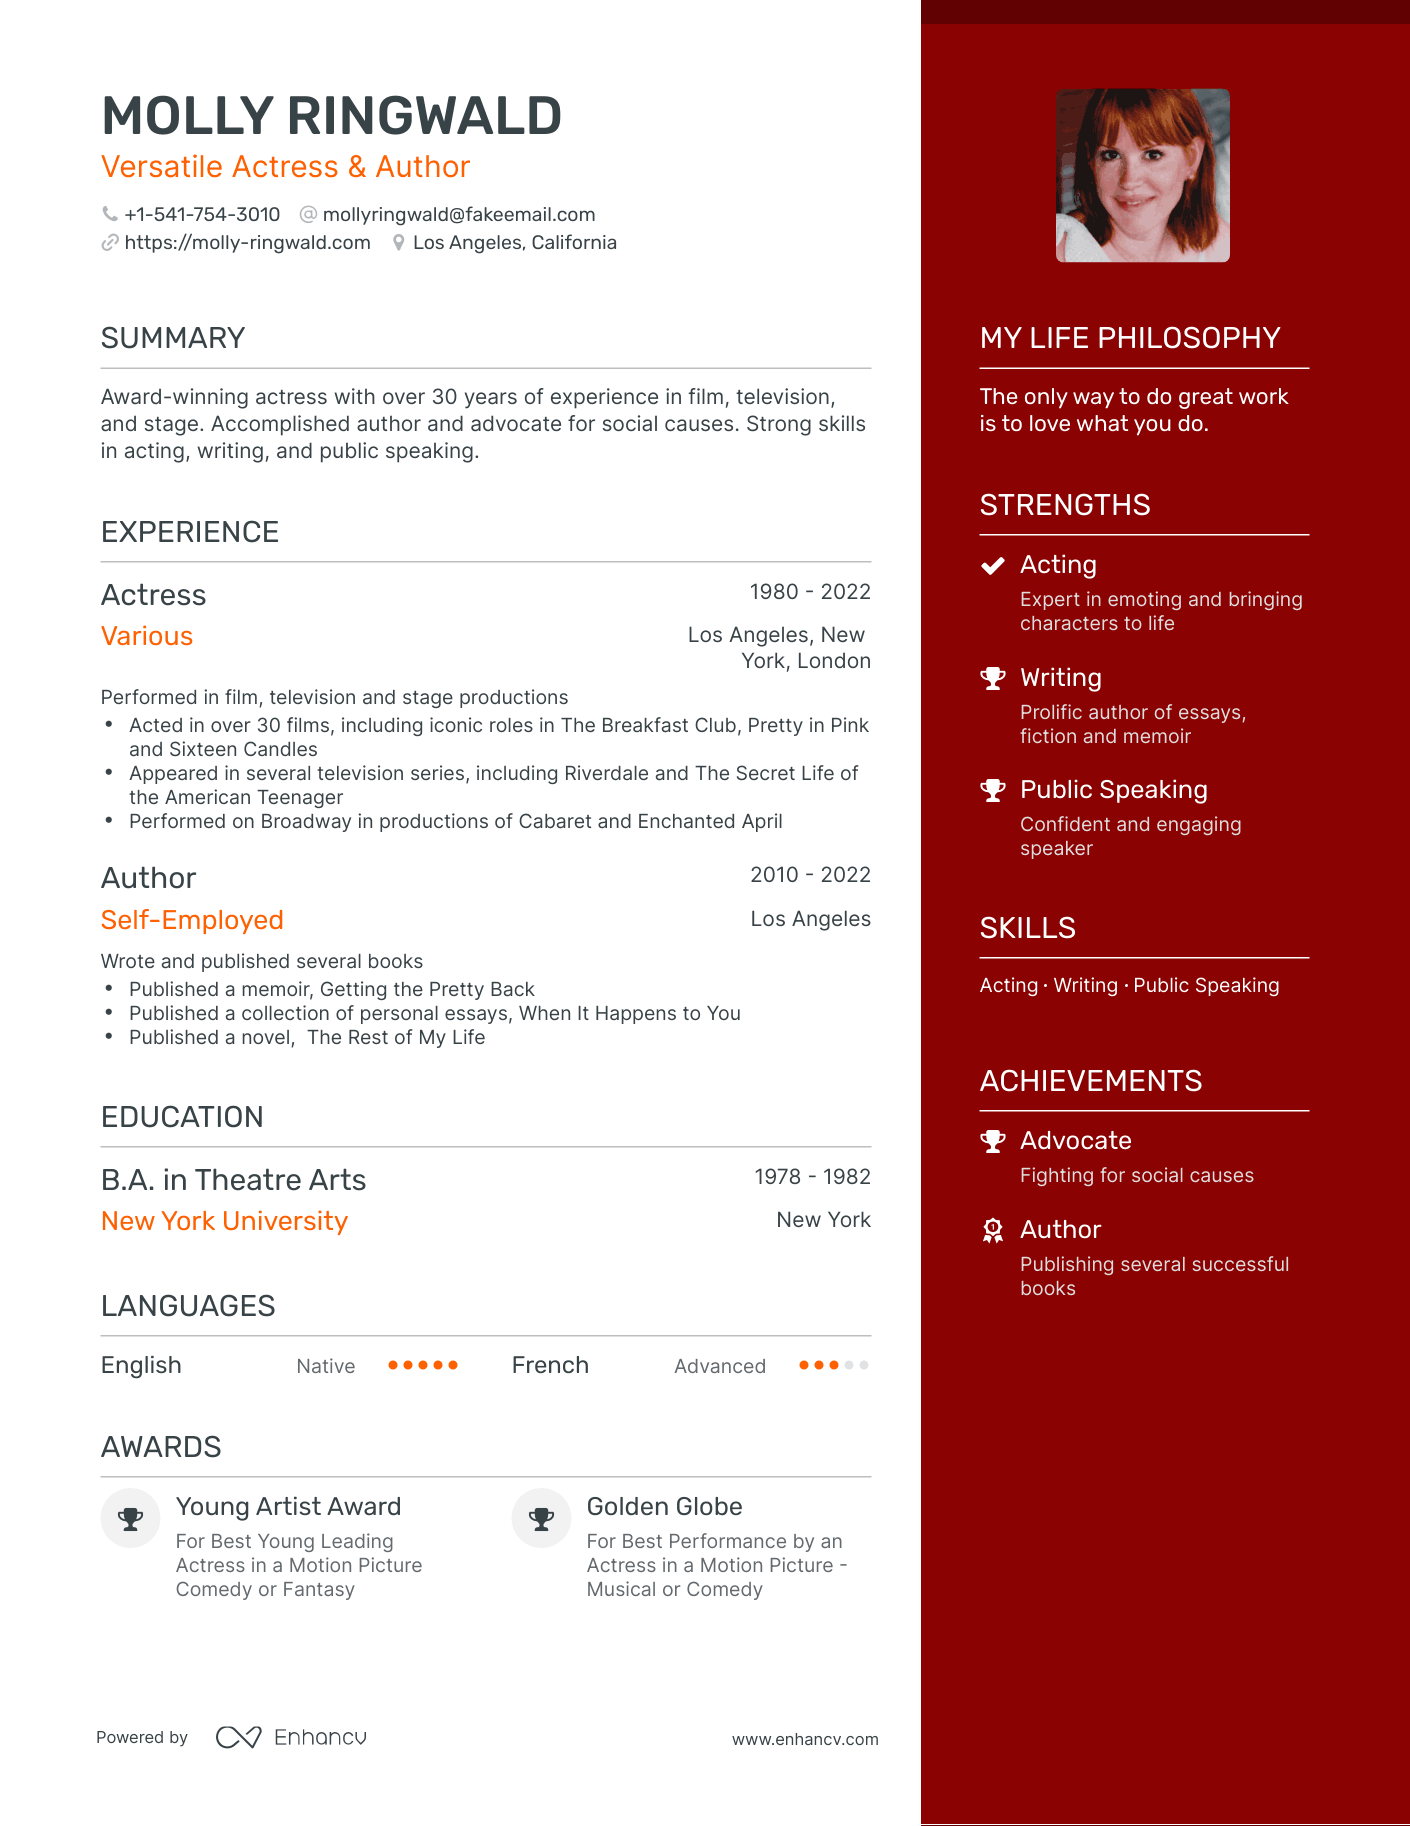 MOLLY RINGWALD
Versatile Actress & Author
+1-541-754-3010 mollyringwald@fakeemail.com
https://molly-ringwald.com Los Angeles, California
SUMMARY
Award-winning actress with over 30 years of experience in film, television,
and stage. Accomplished author and advocate for social causes. Strong skills
in acting, writing, and public speaking.
EXPERIENCE
Actress 1980 - 2022
Various Los Angeles, New
York, London
Performed in film, television and stage productions
• Acted in over 30 films, including iconic roles in The Breakfast Club, Pretty in Pink
and Sixteen Candles
• Appeared in several television series, including Riverdale and The Secret Life of
the American Teenager
• Performed on Broadway in productions of Cabaret and Enchanted April
Author 2010 - 2022
Self-Employed Los Angeles
Wrote and published several books
• Published a memoir, Getting the Pretty Back
• Published a collection of personal essays, When It Happens to You
• Published a novel, The Rest of My Life
EDUCATION
B.A. in Theatre Arts 1978 - 1982
New York University New York
LANGUAGES
English Native French Advanced
AWARDS
Young Artist Award
For Best Young Leading
Actress in a Motion Picture
Comedy or Fantasy
Golden Globe
For Best Performance by an
Actress in a Motion Picture -
Musical or Comedy
Powered by Enhancv www.enhancv.com
MY LIFE PHILOSOPHY
The only way to do great work
is to love what you do.
STRENGTHS
Acting
Expert in emoting and bringing
characters to life
Writing
Prolific author of essays,
fiction and memoir
Public Speaking
Confident and engaging
speaker
SKILLS
Acting · Writing · Public Speaking
ACHIEVEMENTS
Advocate
Fighting for social causes
Author
Publishing several successful
books